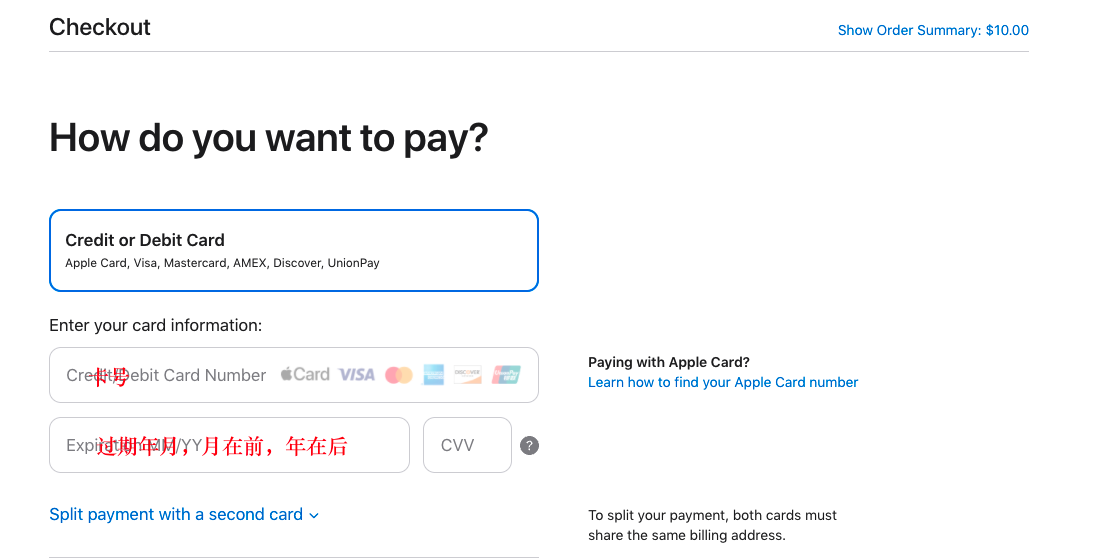 Checkout
Show Order Summary: $10.00
How do you want to pay?
Credit or Debit Card
Apple Card, Visa, Mastercard, AMEX, Discover, UnionPay
Enter your card information:
Credit/Debit Card Number
卡号
Card VISA DISCOVER UnionPay
Paying with Apple Card?
Learn how to find your Apple Card number
Expiration MM/YY
过期年月，月在前，年在后
CVV
?
Split payment with a second card
To split your payment, both cards must
share the same billing address.